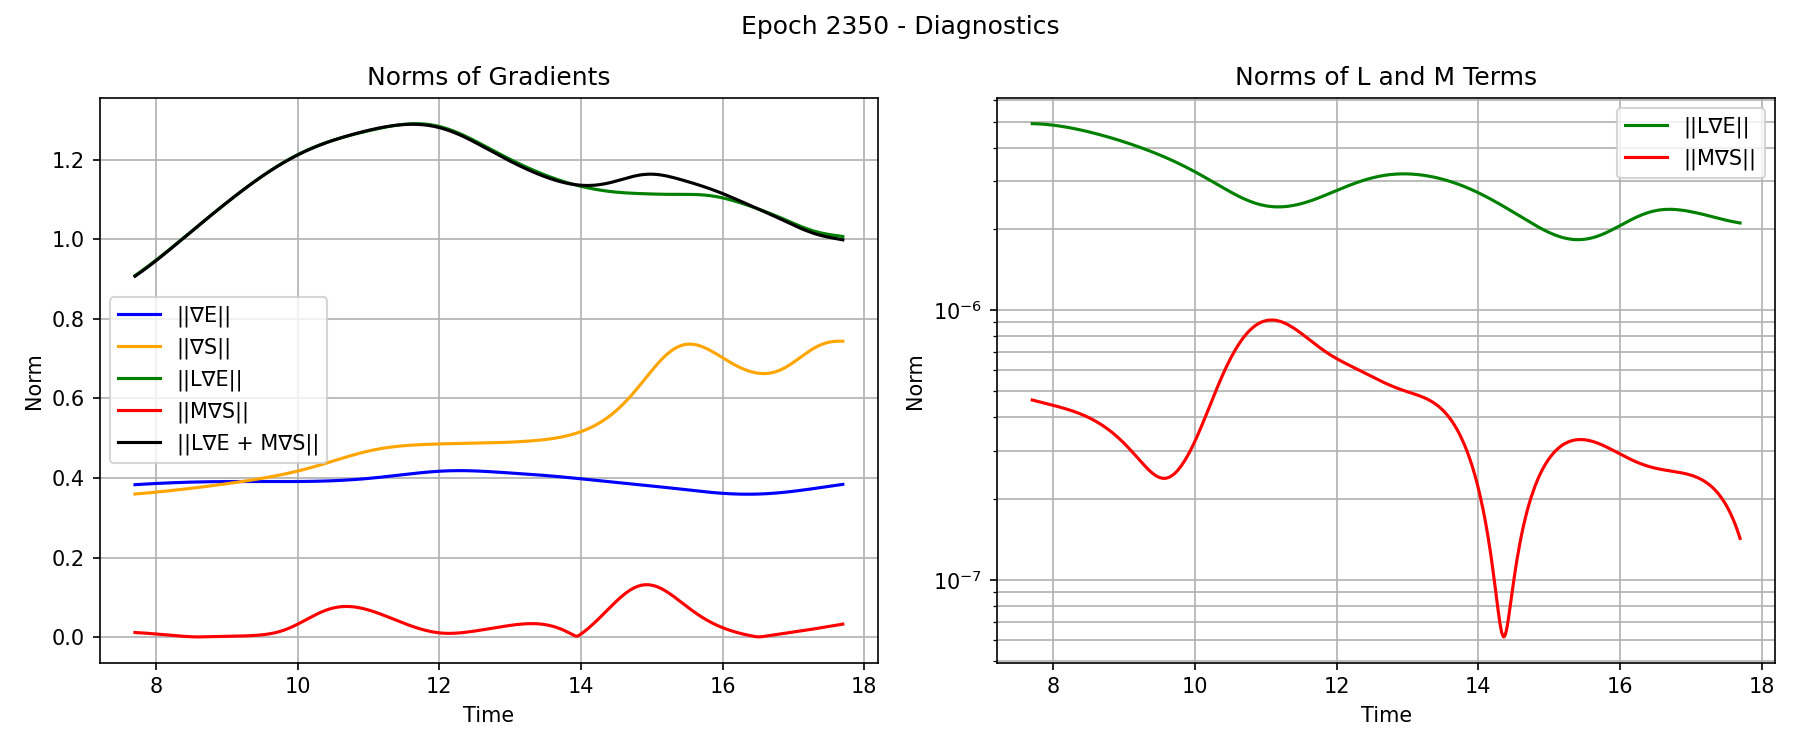 Epoch 2350 - Diagnostics
Norms of Gradients
Norm
1.2
1.0
0.8
0.6
0.4
0.2
0.0
||∇E||
||∇S||
||L∇E||
||M∇S||
||L∇E + M∇S||
8 10 12 14 16 18
Time
Norms of L and M Terms
Norm
10⁻⁶
10⁻⁷
||L∇E||
||M∇S||
8 10 12 14 16 18
Time